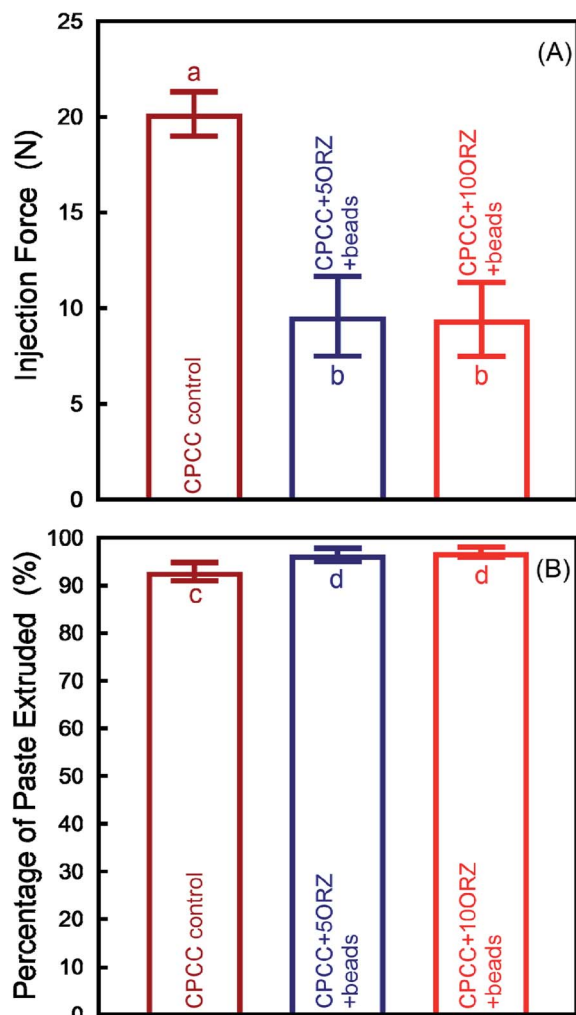 25
20
15
10
5
0
Injection Force (N)
(A)
a
b
b
CPCC control
CPCC+5ORZ
+beads
CPCC+10ORZ
+beads
100
90
80
70
60
50
40
30
20
10
0
Percentage of Paste Extruded (%)
(B)
c
d
d
CPCC control
CPCC+5ORZ
+beads
CPCC+10ORZ
+beads